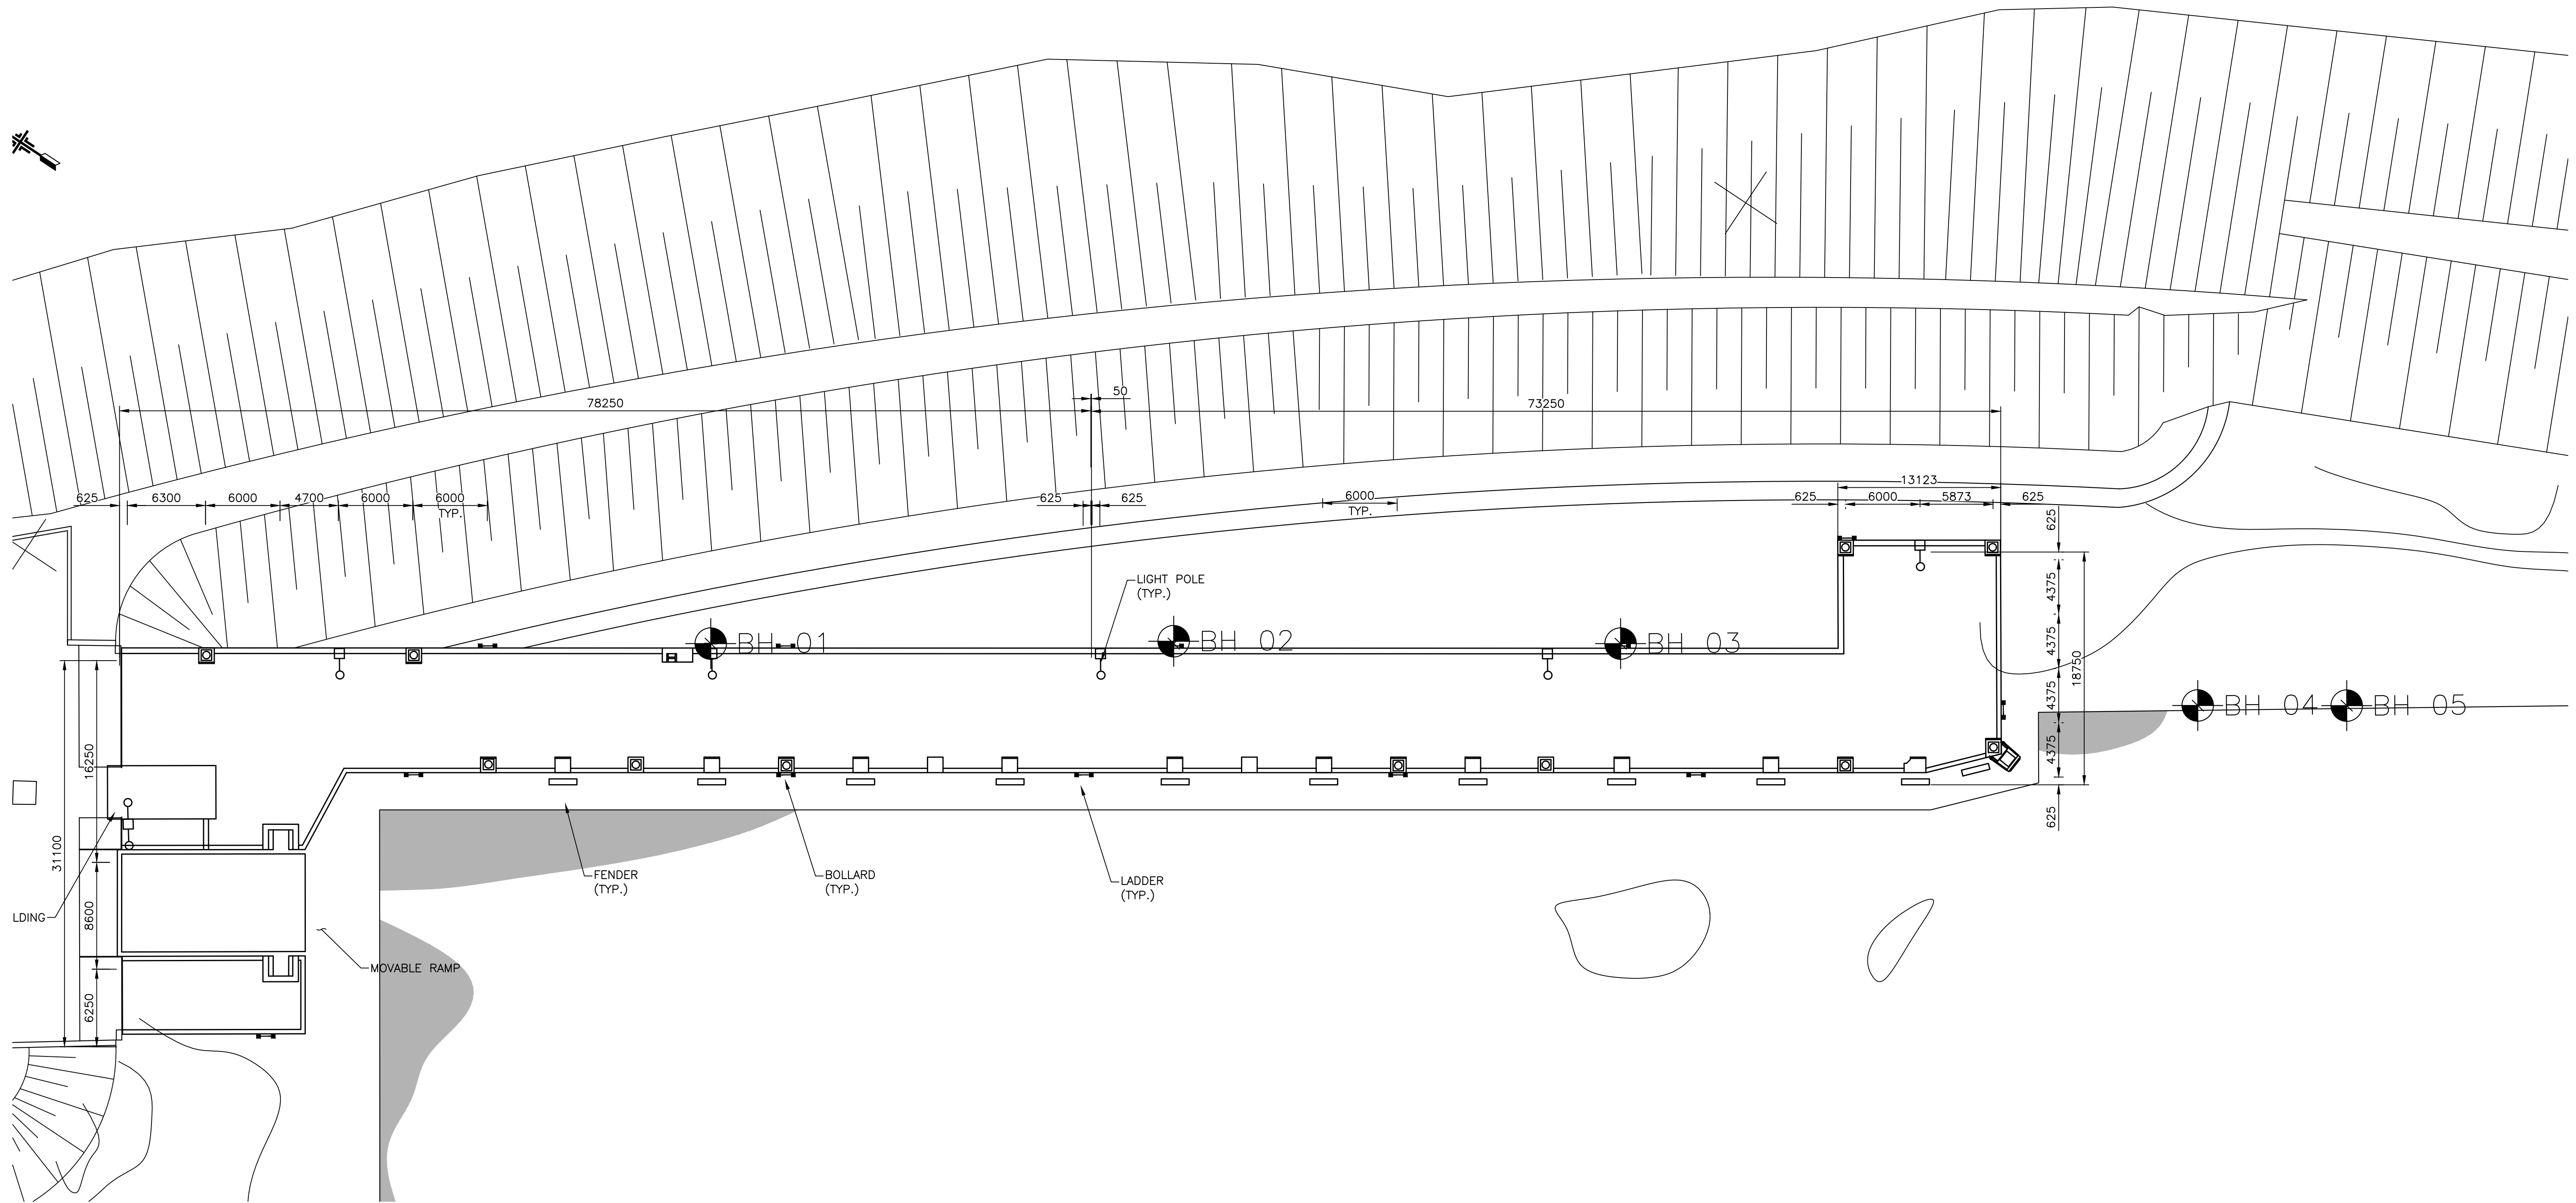 50
78250
73250
13123
625
6300
6000
4700
6000
6000
TYP.
625
625
6000
TYP.
625
6000
5873
625
625
LIGHT POLE
(TYP.)
4375
BH 01
BH 02
BH 03
4375
18750
4375
BH 04
BH 05
4375
16250
625
31100
FENDER
(TYP.)
BOLLARD
(TYP.)
LADDER
(TYP.)
8600
LDING
MOVABLE RAMP
6250